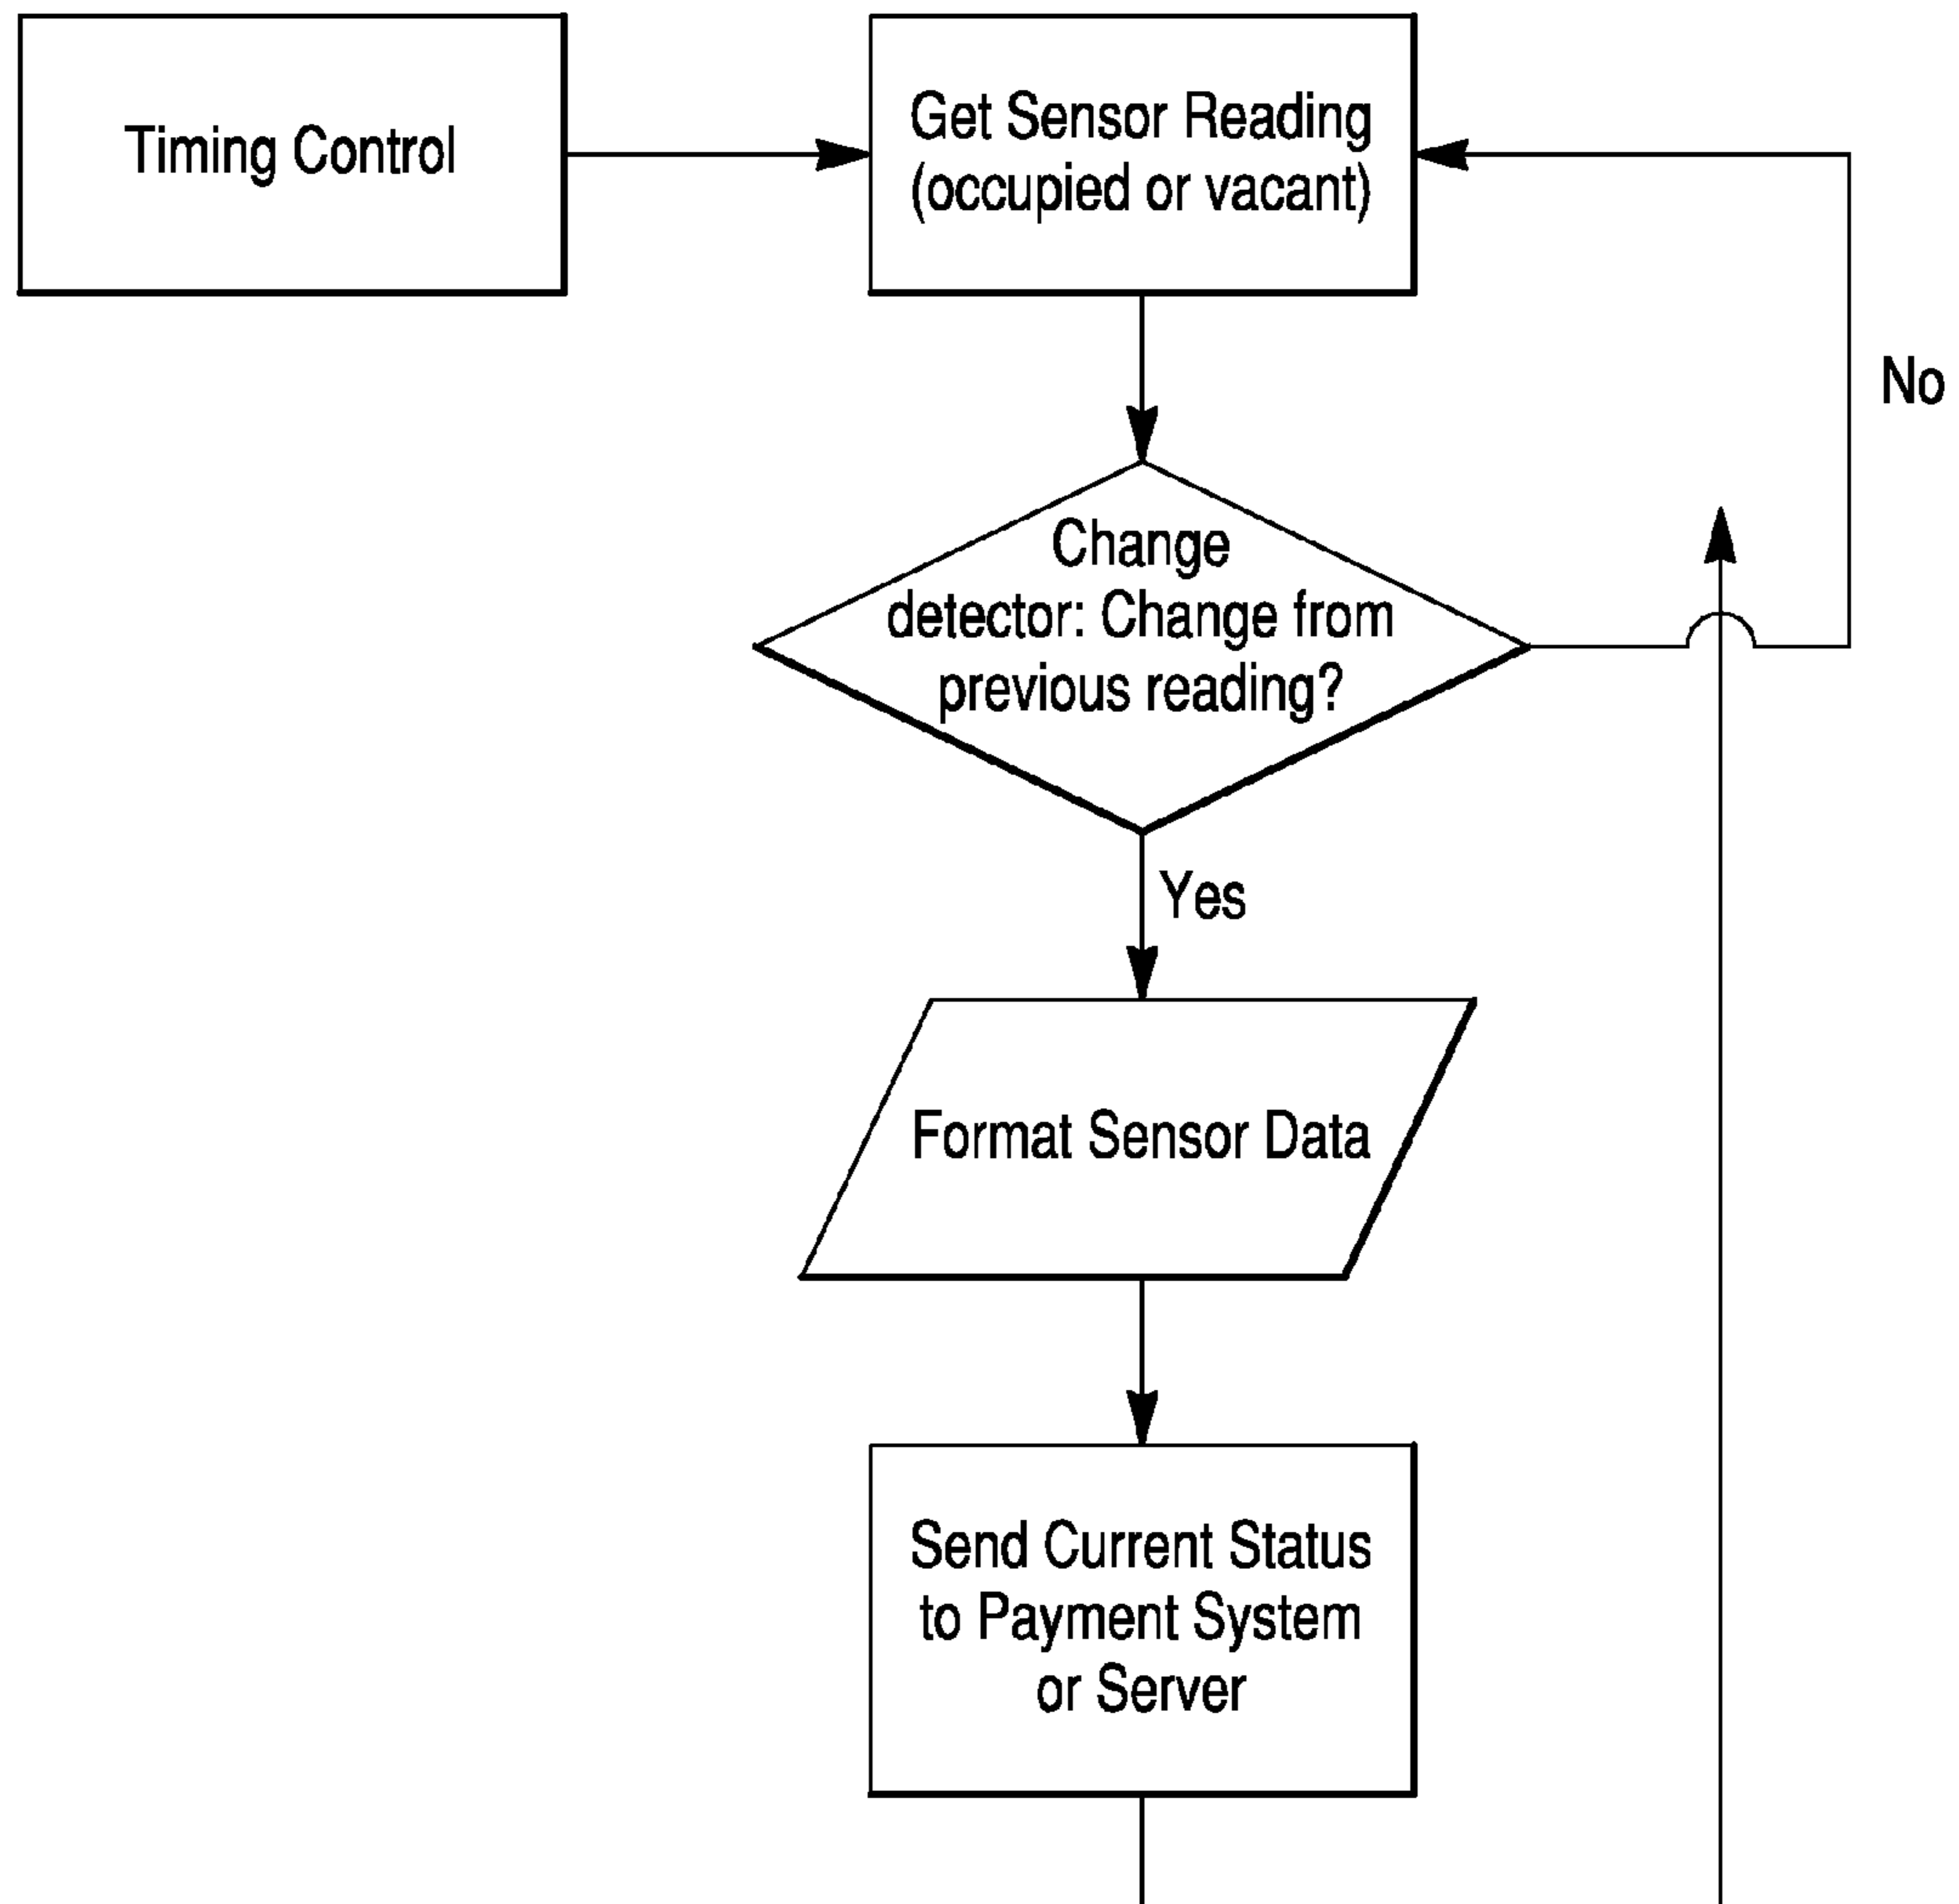 Timing Control
Get Sensor Reading
(occupied or vacant)
No
Change
detector: Change from
previous reading?
Yes
Format Sensor Data
Send Current Status
to Payment System
or Server